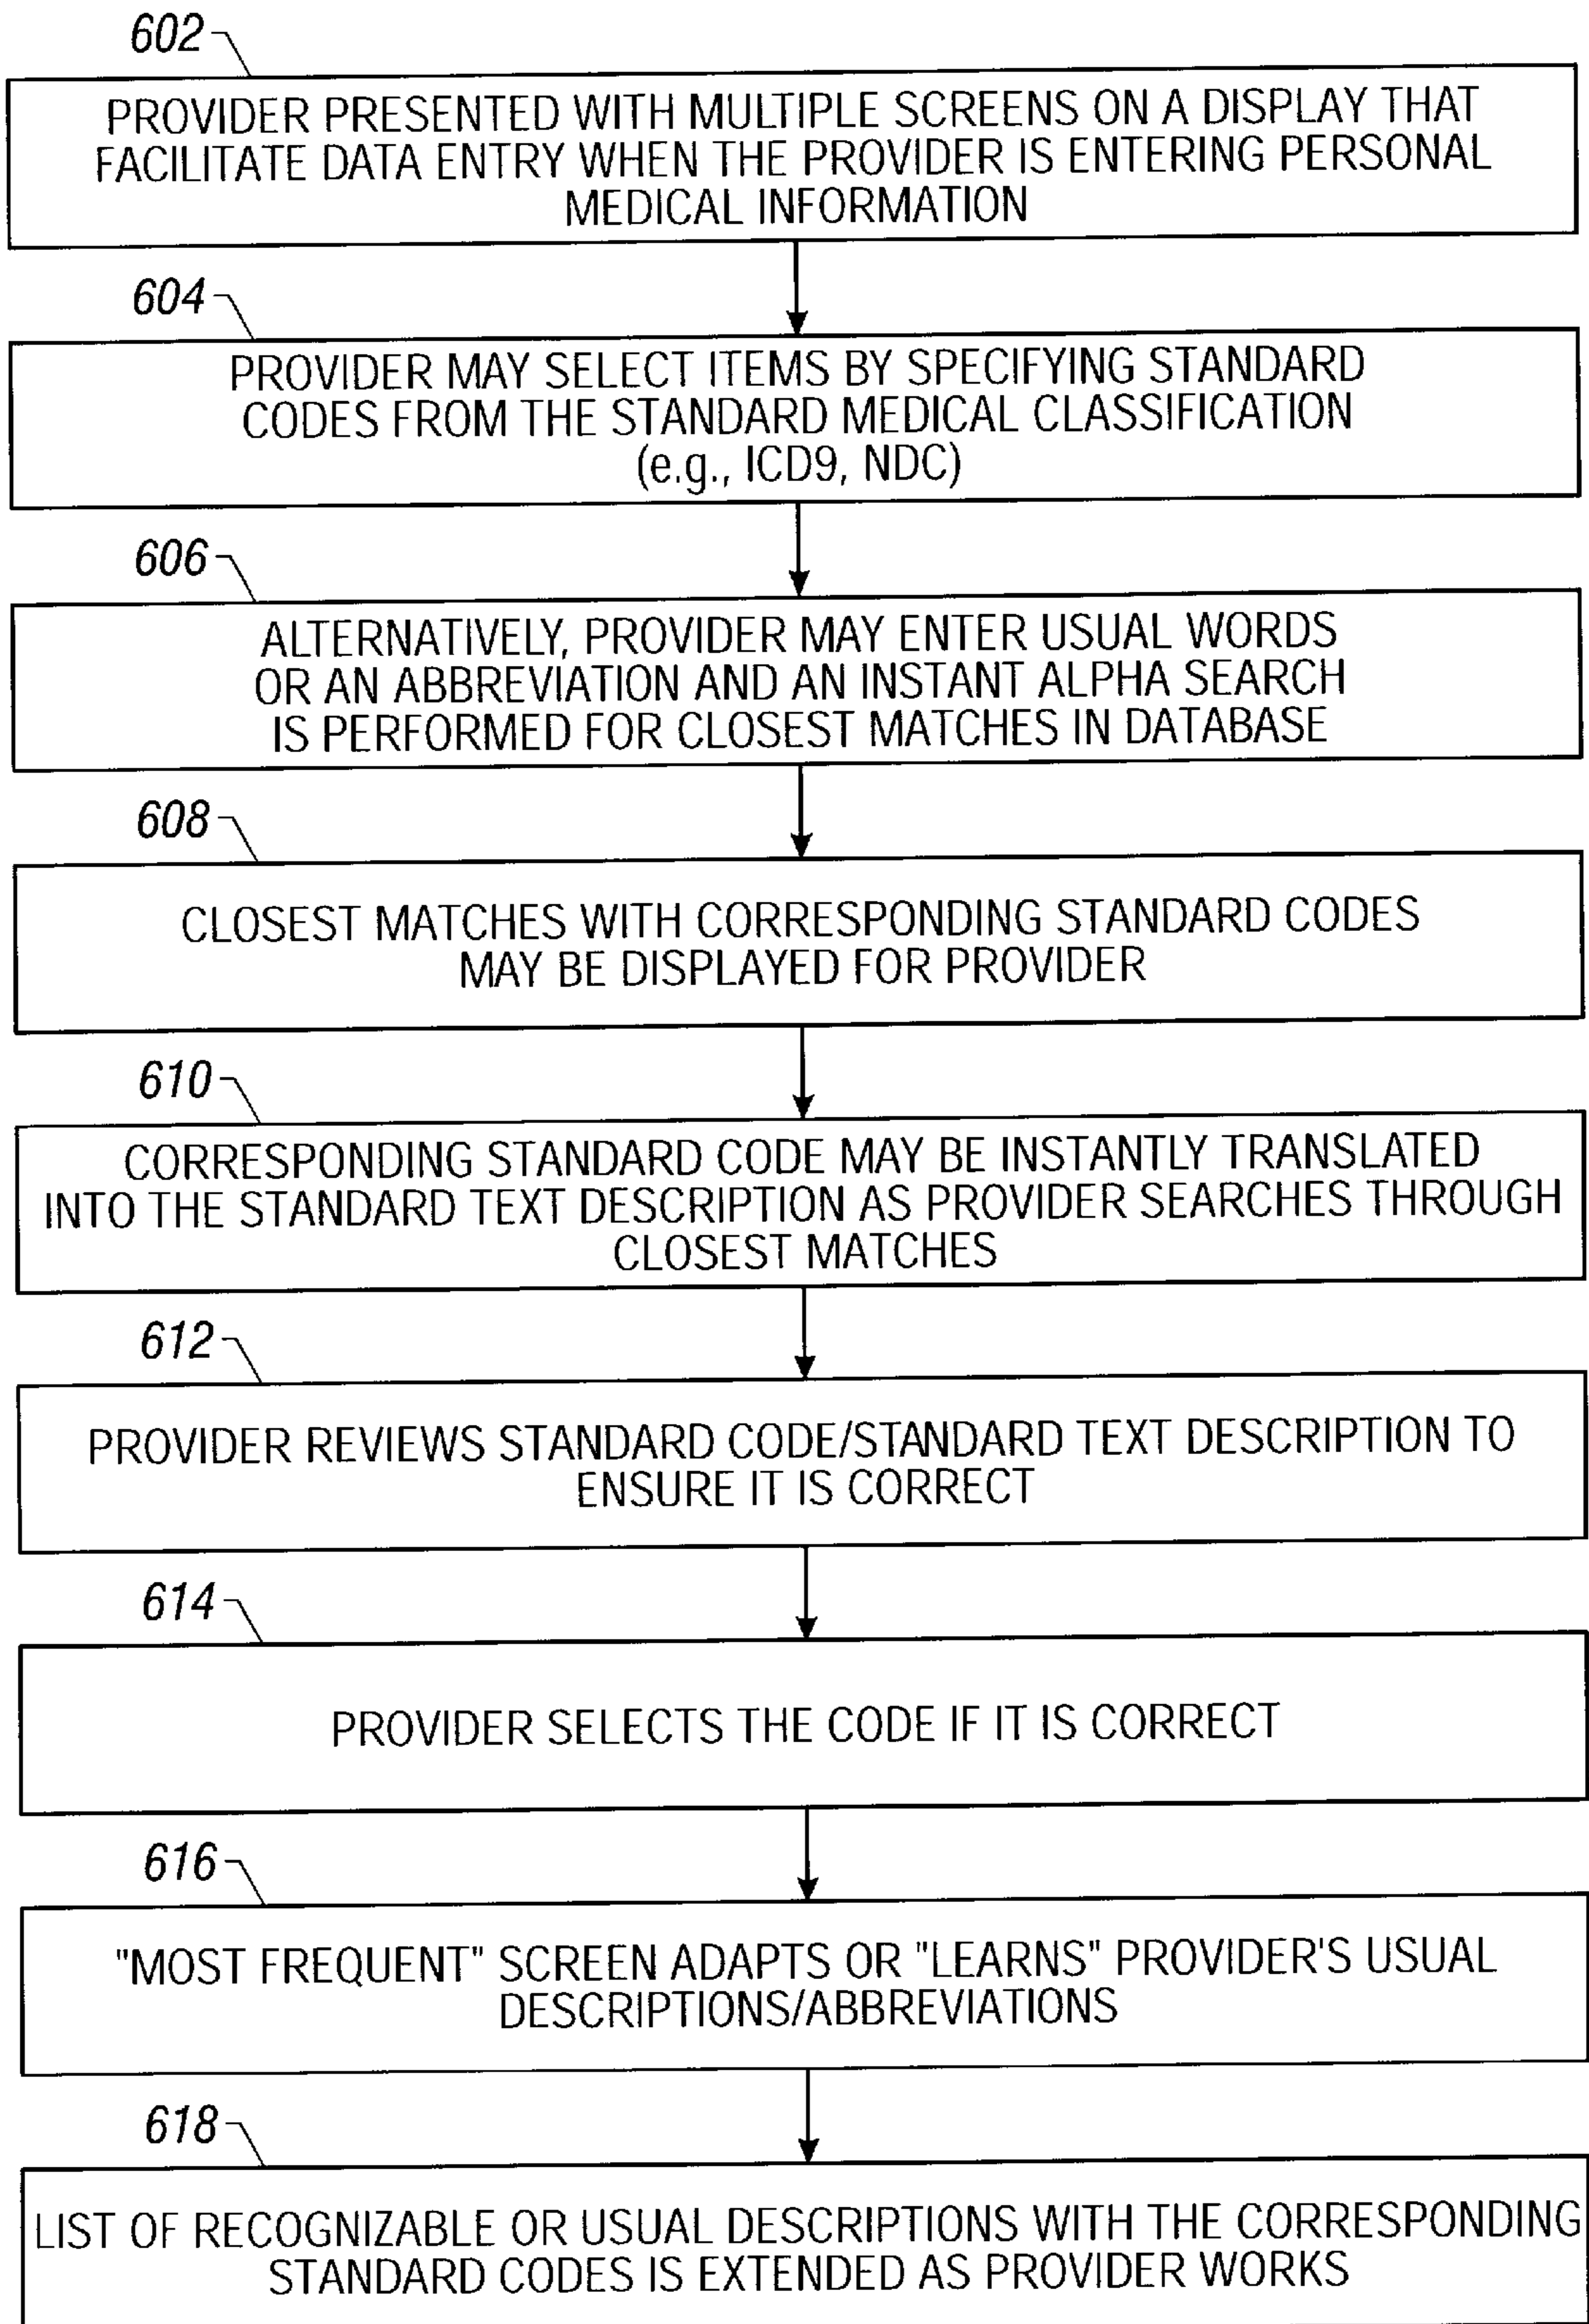 602
PROVIDER PRESENTED WITH MULTIPLE SCREENS ON A DISPLAY THAT
FACILITATE DATA ENTRY WHEN THE PROVIDER IS ENTERING PERSONAL
MEDICAL INFORMATION
604
PROVIDER MAY SELECT ITEMS BY SPECIFYING STANDARD
CODES FROM THE STANDARD MEDICAL CLASSIFICATION
(e.g., ICD9, NDC)
606
ALTERNATIVELY, PROVIDER MAY ENTER USUAL WORDS
OR AN ABBREVIATION AND AN INSTANT ALPHA SEARCH
IS PERFORMED FOR CLOSEST MATCHES IN DATABASE
608
CLOSEST MATCHES WITH CORRESPONDING STANDARD CODES
MAY BE DISPLAYED FOR PROVIDER
610
CORRESPONDING STANDARD CODE MAY BE INSTANTLY TRANSLATED
INTO THE STANDARD TEXT DESCRIPTION AS PROVIDER SEARCHES THROUGH
CLOSEST MATCHES
612
PROVIDER REVIEWS STANDARD CODE/STANDARD TEXT DESCRIPTION TO
ENSURE IT IS CORRECT
614
PROVIDER SELECTS THE CODE IF IT IS CORRECT
616
"MOST FREQUENT" SCREEN ADAPTS OR "LEARNS" PROVIDER'S USUAL
DESCRIPTIONS/ABBREVIATIONS
618
LIST OF RECOGNIZABLE OR USUAL DESCRIPTIONS WITH THE CORRESPONDING
STANDARD CODES IS EXTENDED AS PROVIDER WORKS